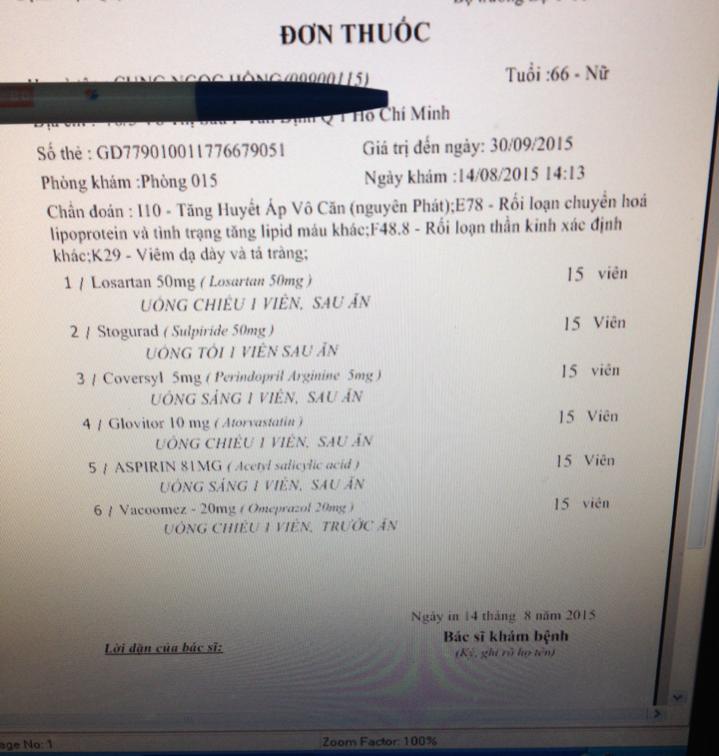 ĐƠN THUỐC
Tuổi :66 - Nữ
Hồ Chí Minh
Số thẻ : GD779010011776679051 Giá trị đến ngày: 30/09/2015
Phòng khám :Phòng 015 Ngày khám :14/08/2015 14:13
Chẩn đoán : I10 - Tăng Huyết Áp Vô Căn (nguyên Phát);E78 - Rối loạn chuyển hoá
lipoprotein và tình trạng tăng lipid máu khác;F48.8 - Rối loạn thần kinh xác định
khác;K29 - Viêm dạ dày và tá tràng;
1 / Losartan 50mg ( Losartan 50mg ) 15 viên
UỐNG CHIỀU 1 VIÊN, SAU ĂN
2 / Stogurad ( Sulpiride 50mg ) 15 Viên
UỐNG TỐI 1 VIÊN SAU ĂN
3 / Coversyl 5mg ( Perindopril Arginine 5mg ) 15 viên
UỐNG SÁNG 1 VIÊN, SAU ĂN
4 / Glovitor 10 mg ( Atorvastatin ) 15 Viên
UỐNG CHIỀU 1 VIÊN, SAU ĂN
5 / ASPIRIN 81MG ( Acetyl salicylic acid ) 15 Viên
UỐNG SÁNG 1 VIÊN, SAU ĂN
6 / Vacoomez - 20mg ( Omeprazol 20mg ) 15 viên
UỐNG CHIỀU 1 VIÊN, TRƯỚC ĂN
Ngày in 14 tháng 8 năm 2015
Lời dặn của bác sĩ: Bác sĩ khám bệnh
(Ký, ghi rõ họ tên)
age No: 1 Zoom Factor: 100%